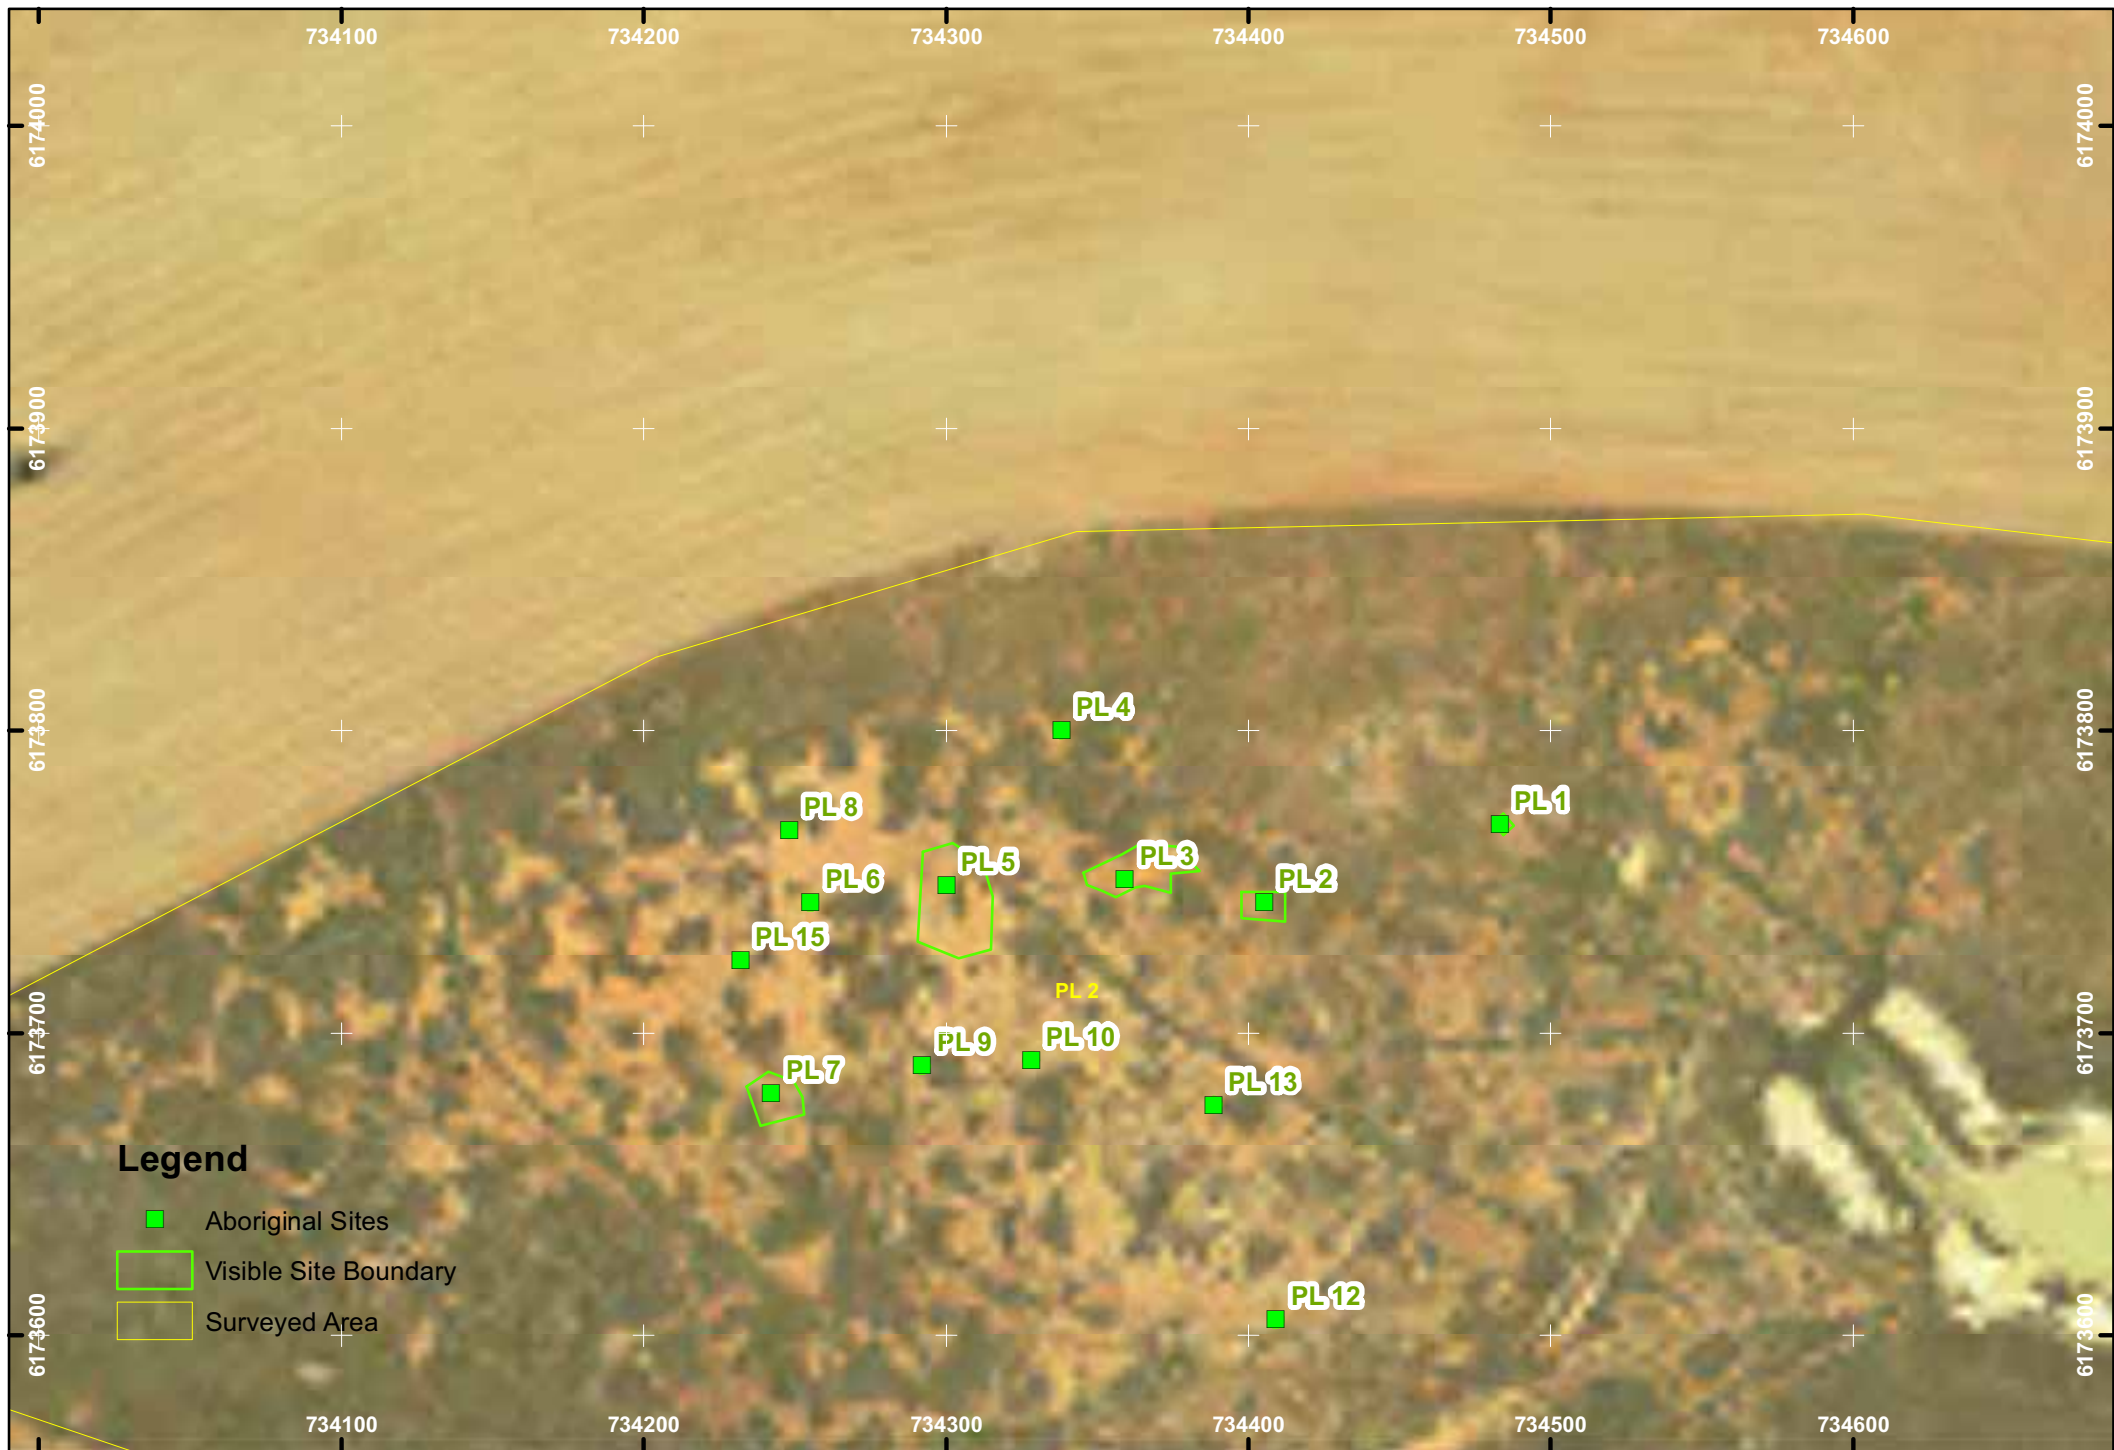 734100 734200 734300 734400 734500 734600
6174000 6174000
6173900 6173900
PL 4
6173800 6173800
PL 8
PL 1
PL 5
PL 3
PL 6
PL 2
PL 15
PL 2
6173700 6173700
PL 9
PL 10
PL 7
PL 13
Legend
Aboriginal Sites
Visible Site Boundary
PL 12
Surveyed Area
6173600 6173600
734100 734200 734300 734400 734500 734600